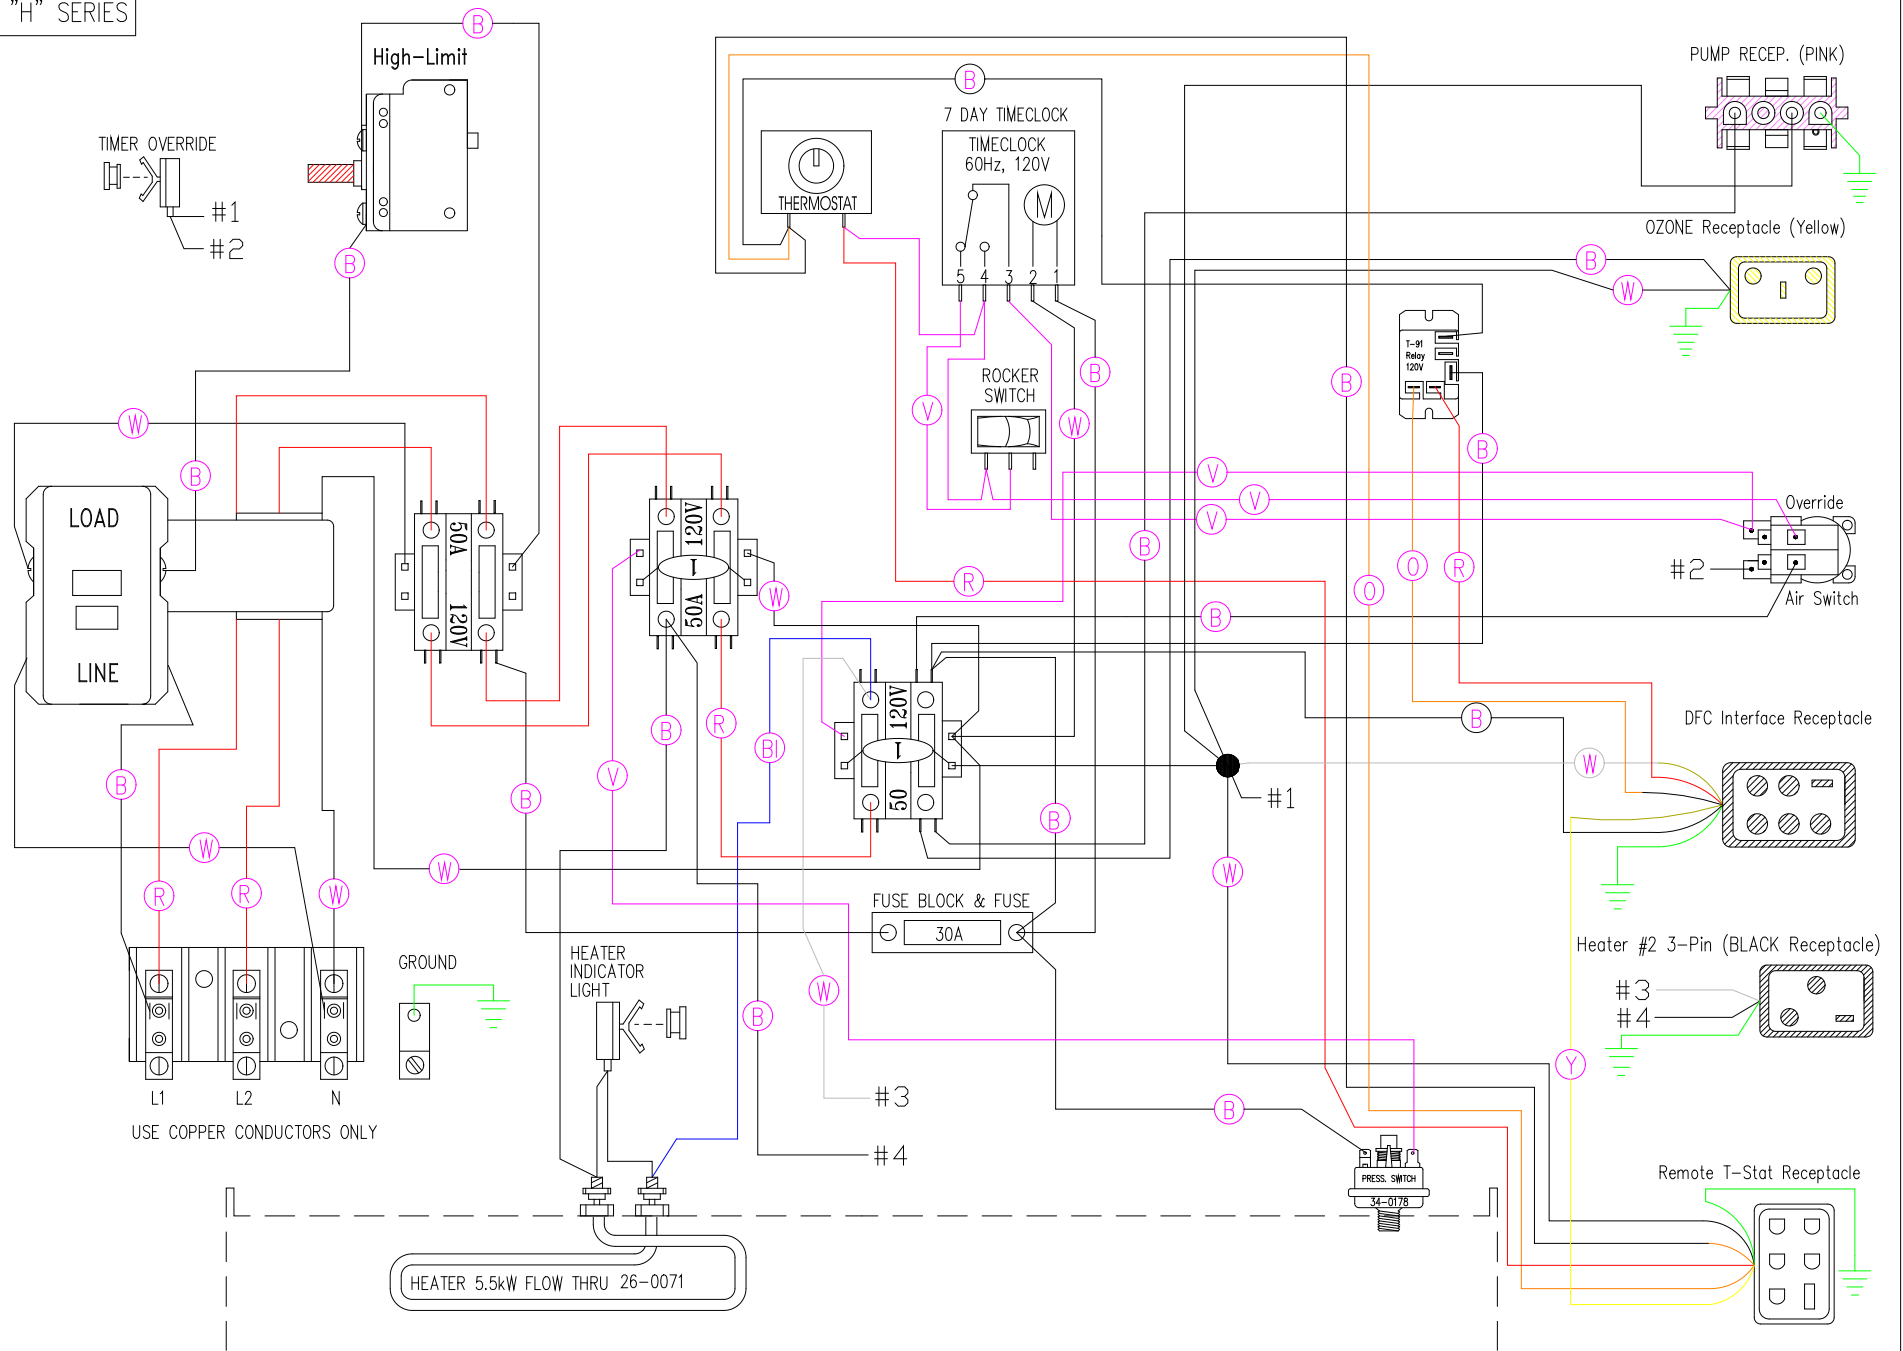 "H" SERIES
B
High-Limit
PUMP RECEP. (PINK)
B
7 DAY TIMECLOCK
TIMECLOCK
60Hz, 120V
TIMER OVERRIDE
THERMOSTAT
M
#1
#2
OZONE Receptacle (Yellow)
B
B
W
5 4 3 2 1
T-91
Relay
120V
ROCKER
SWITCH
B
B
V
W
W
B
B
V
V
V
Override
LOAD
50A
120V
120V
50A
1
B
O
R
#2
Air Switch
R
O
W
B
LINE
120V
50
1
B
R
V
BI
B
DFC Interface Receptacle
W
#1
B
B
B
W
W
W
R
R
W
FUSE BLOCK & FUSE
30A
GROUND
HEATER
INDICATOR
LIGHT
Heater #2 3-Pin (BLACK Receptacle)
#3
#4
W
B
Y
#3
B
L1 L2 N
USE COPPER CONDUCTORS ONLY
#4
PRESS. SWITCH
34-0178
Remote T-Stat Receptacle
HEATER 5.5kW FLOW THRU 26-0071